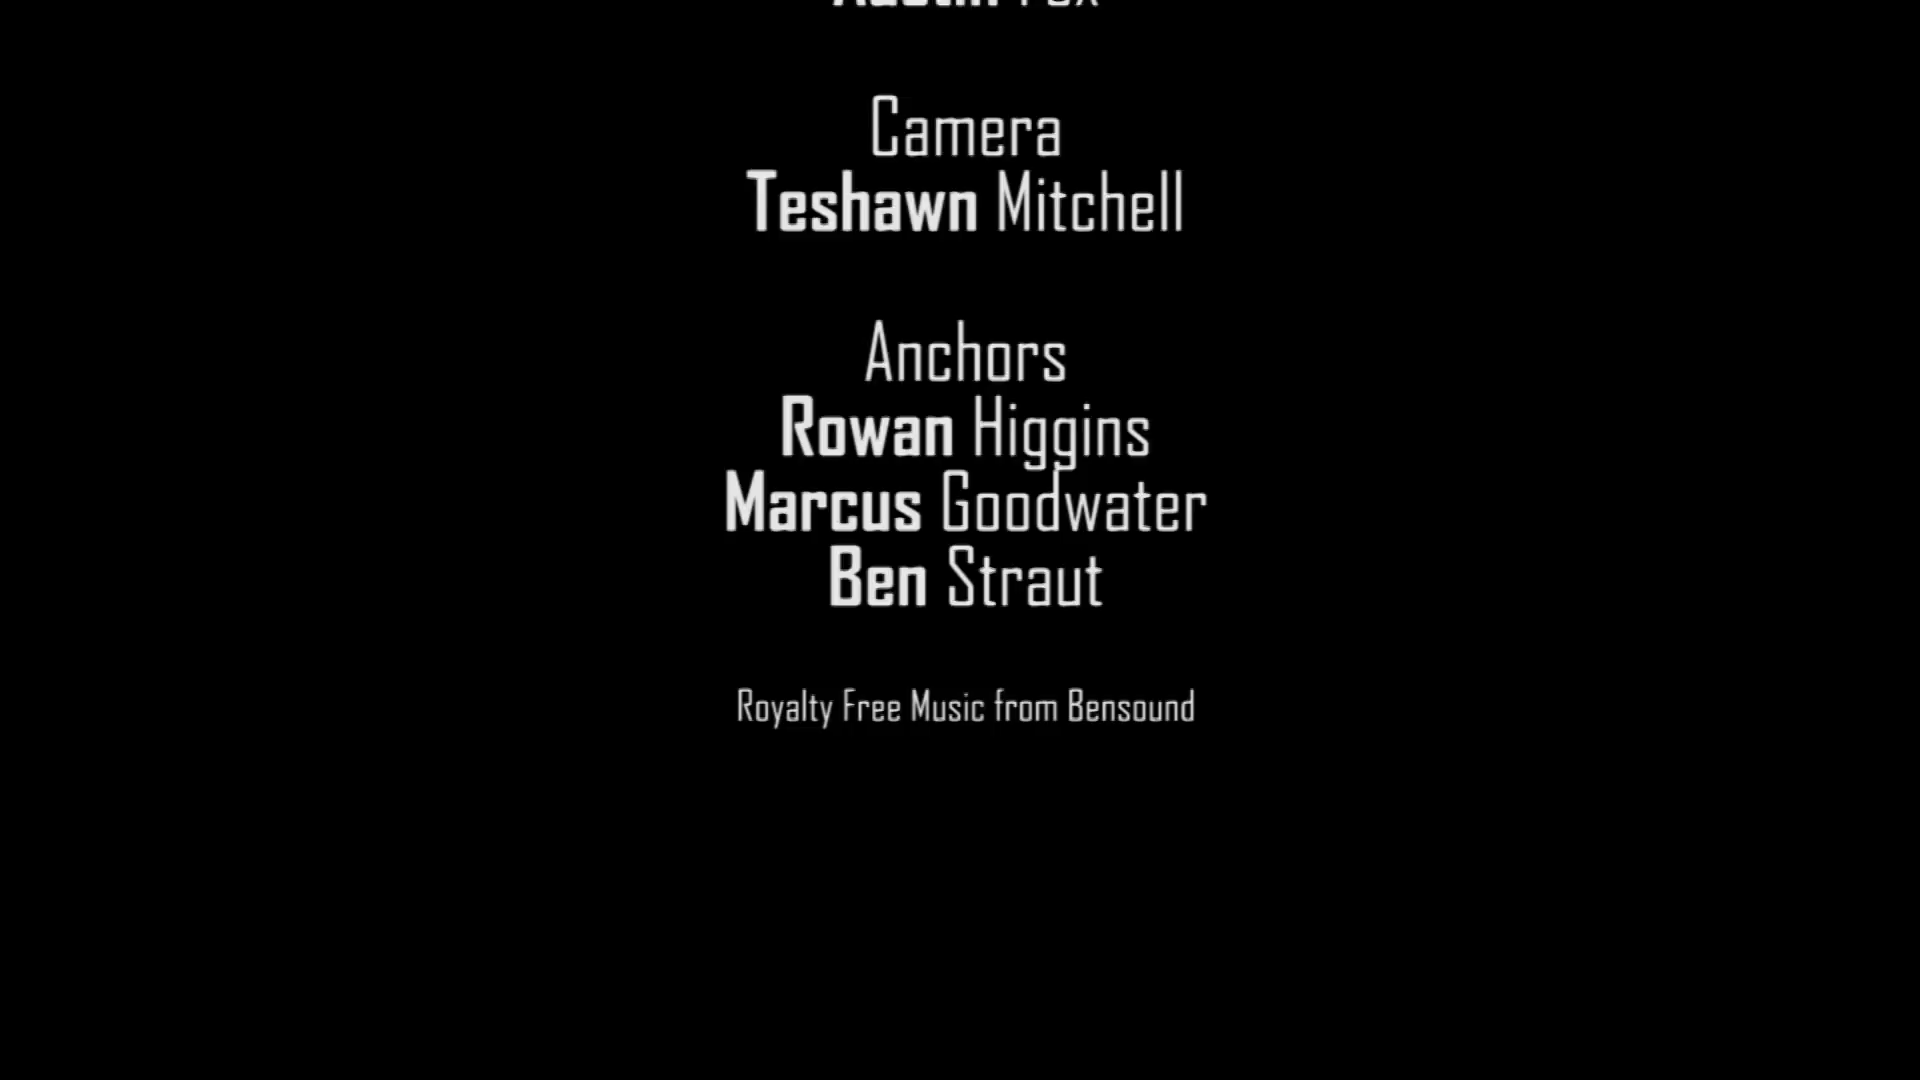 Camera
Teshawn Mitchell
Anchors
Rowan Higgins
Marcus Goodwater
Ben Straut
Royalty Free Music from Bensound